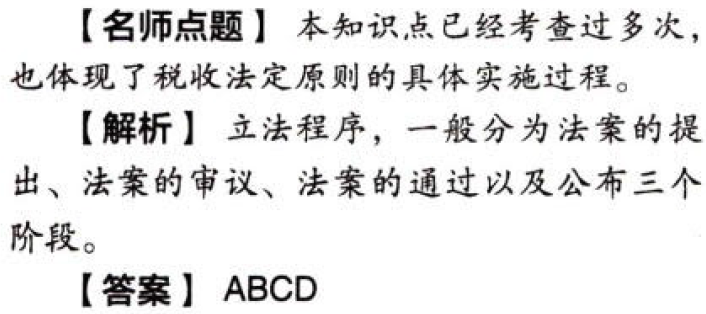 【名师点题】 本知识点已经考查过多次，
也体现了税收法定原则的具体实施过程。
【解析】 立法程序，一般分为法案的提
出、法案的审议、法案的通过以及公布三个
阶段。
【答案】 ABCD